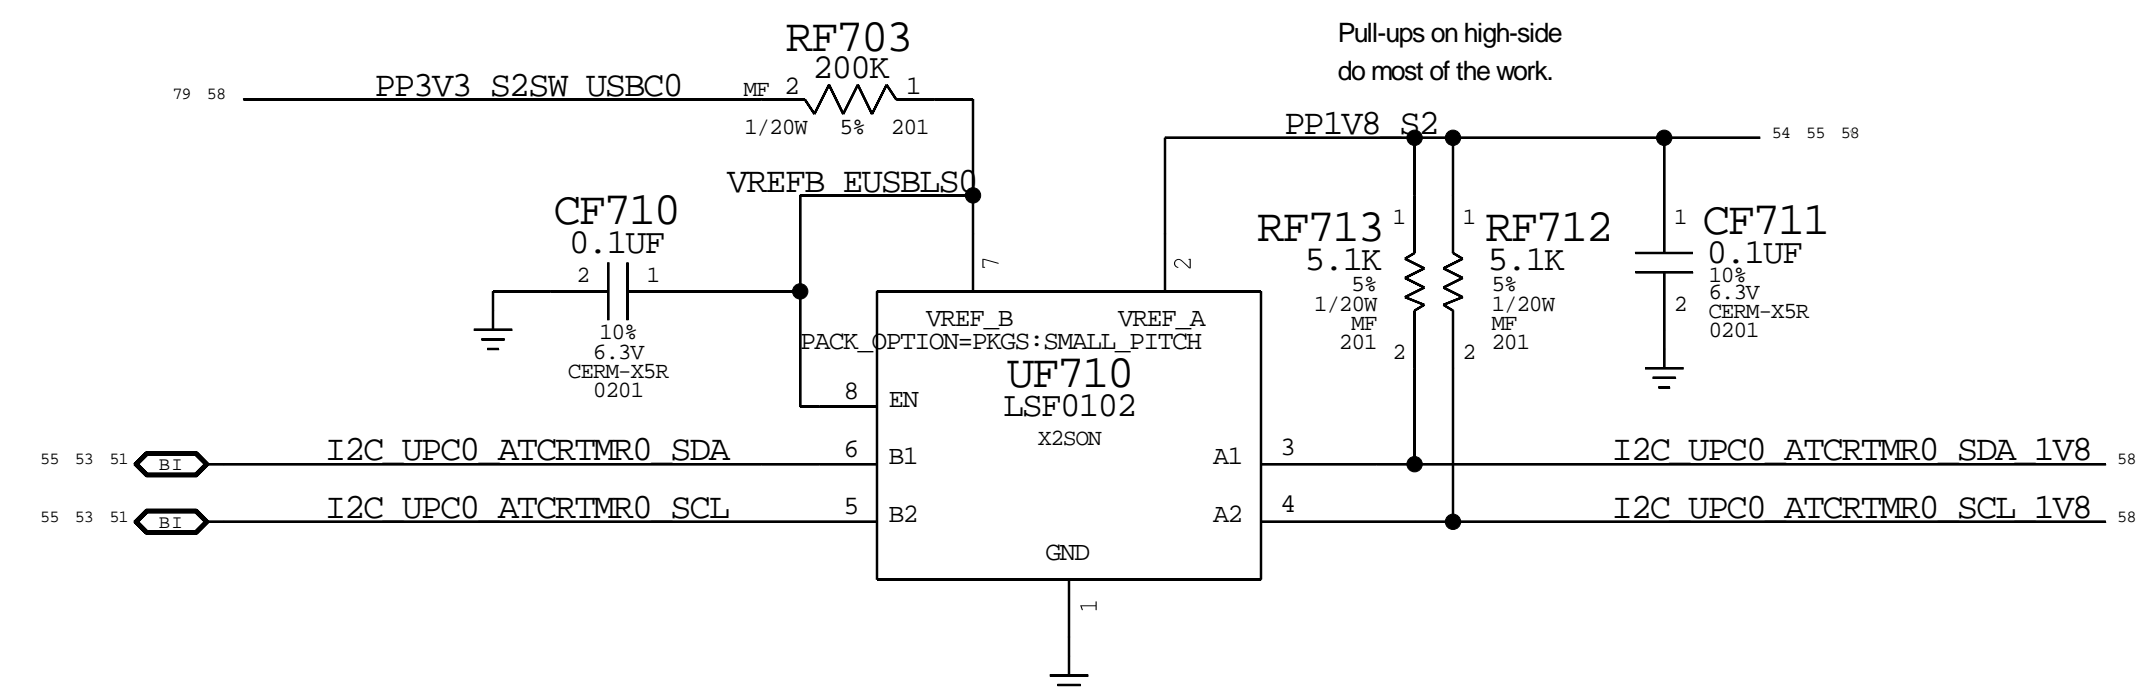 Pull-ups on high-side
do most of the work.
RF703
200K
79 58
PP3V3_S2SW_USBC0
MF 2
1
1/20W 5% 201
PP1V8_S2
54 55 58
VREFB_EUSBLS0
CF710
0.1UF
2 1
10%
6.3V
CERM-X5R
0201
7
2
RF713
5.1K
5%
1/20W
MF
201
1
2
RF712
5.1K
5%
1/20W
MF
201
1
2
CF711
0.1UF
10%
6.3V
CERM-X5R
0201
1
2
VREF_B VREF_A
PACK_OPTION=PKGS:SMALL_PITCH
UF710
LSF0102
X2SON
8 EN
55 53 51 BI I2C_UPC0_ATCRTMR0_SDA 6 B1
A1 3 I2C_UPC0_ATCRTMR0_SDA_1V8 58
55 53 51 BI I2C_UPC0_ATCRTMR0_SCL 5 B2
A2 4 I2C_UPC0_ATCRTMR0_SCL_1V8 58
GND
1